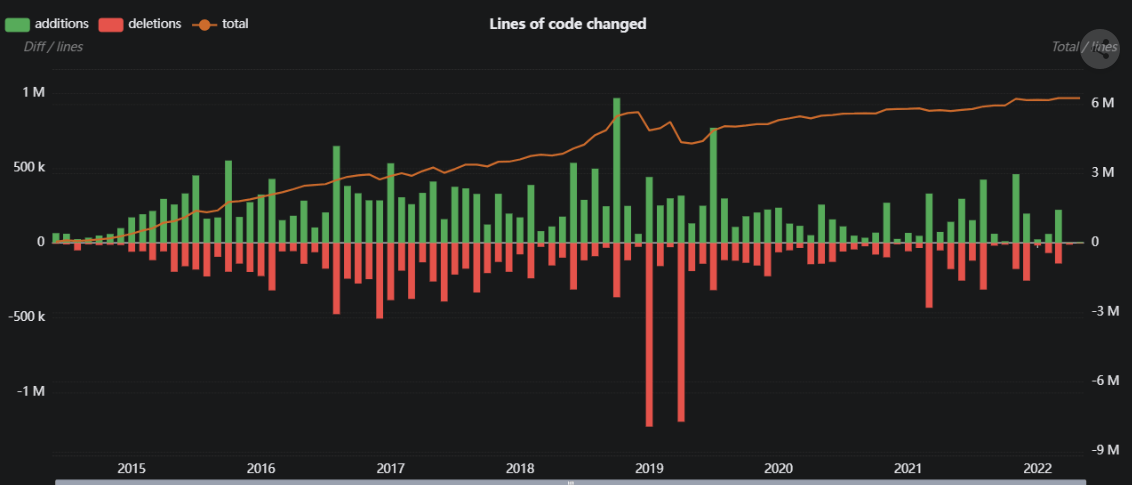 additions deletions total
Lines of code changed
Diff / lines
Total / lines
1 M
500 k
0
-500 k
-1 M
6 M
3 M
0
-3 M
-6 M
-9 M
2015 2016 2017 2018 2019 2020 2021 2022